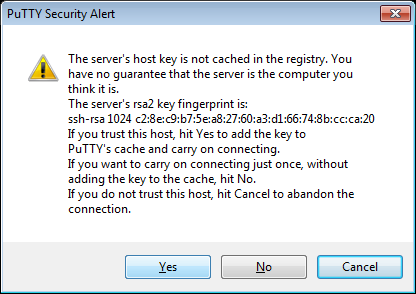 PuTTY Security Alert
The server's host key is not cached in the registry. You
have no guarantee that the server is the computer you
think it is.
The server's rsa2 key fingerprint is:
ssh-rsa 1024 c2:8e:c9:b7:5e:a8:27:60:a3:d1:66:74:8b:cc:ca:20
If you trust this host, hit Yes to add the key to
PuTTY's cache and carry on connecting.
If you want to carry on connecting just once, without
adding the key to the cache, hit No.
If you do not trust this host, hit Cancel to abandon the
connection.
Yes No Cancel